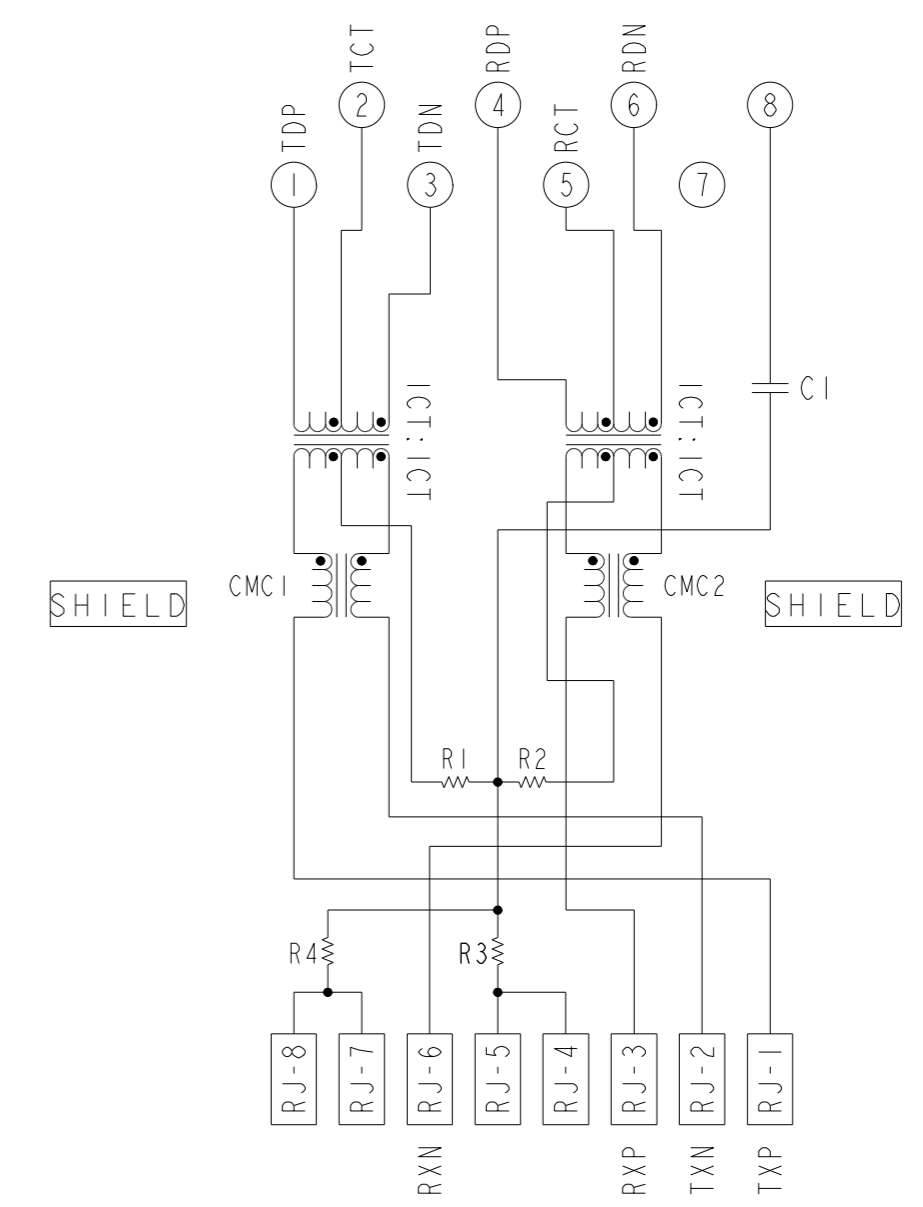 TDP
TCT
TDN
RDP
RCT
RDN
1
2
3
4
5
6
7
8
1CT:1CT
1CT:1CT
C1
SHIELD
CMC1
CMC2
SHIELD
R1
R2
R4
R3
RJ-8
RJ-7
RJ-6
RJ-5
RJ-4
RJ-3
RJ-2
RJ-1
RXN
RXP
TXN
TXP